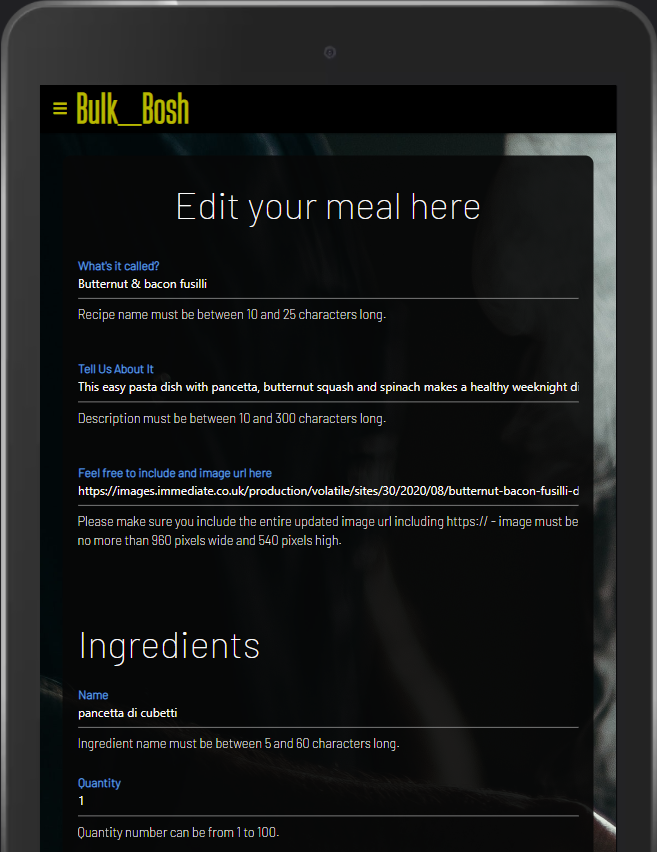 Bulk__Bosh
Edit your meal here
What's it called?
Butternut & bacon fusilli
Recipe name must be between 10 and 25 characters long.
Tell Us About It
This easy pasta dish with pancetta, butternut squash and spinach makes a healthy weeknight di
Description must be between 10 and 300 characters long.
Feel free to include and image url here
https://images.immediate.co.uk/production/volatile/sites/30/2020/08/butternut-bacon-fusilli-d
Please make sure you include the entire updated image url including https:// - image must be
no more than 960 pixels wide and 540 pixels high.
Ingredients
Name
pancetta di cubetti
Ingredient name must be between 5 and 60 characters long.
Quantity
1
Quantity number can be from 1 to 100.